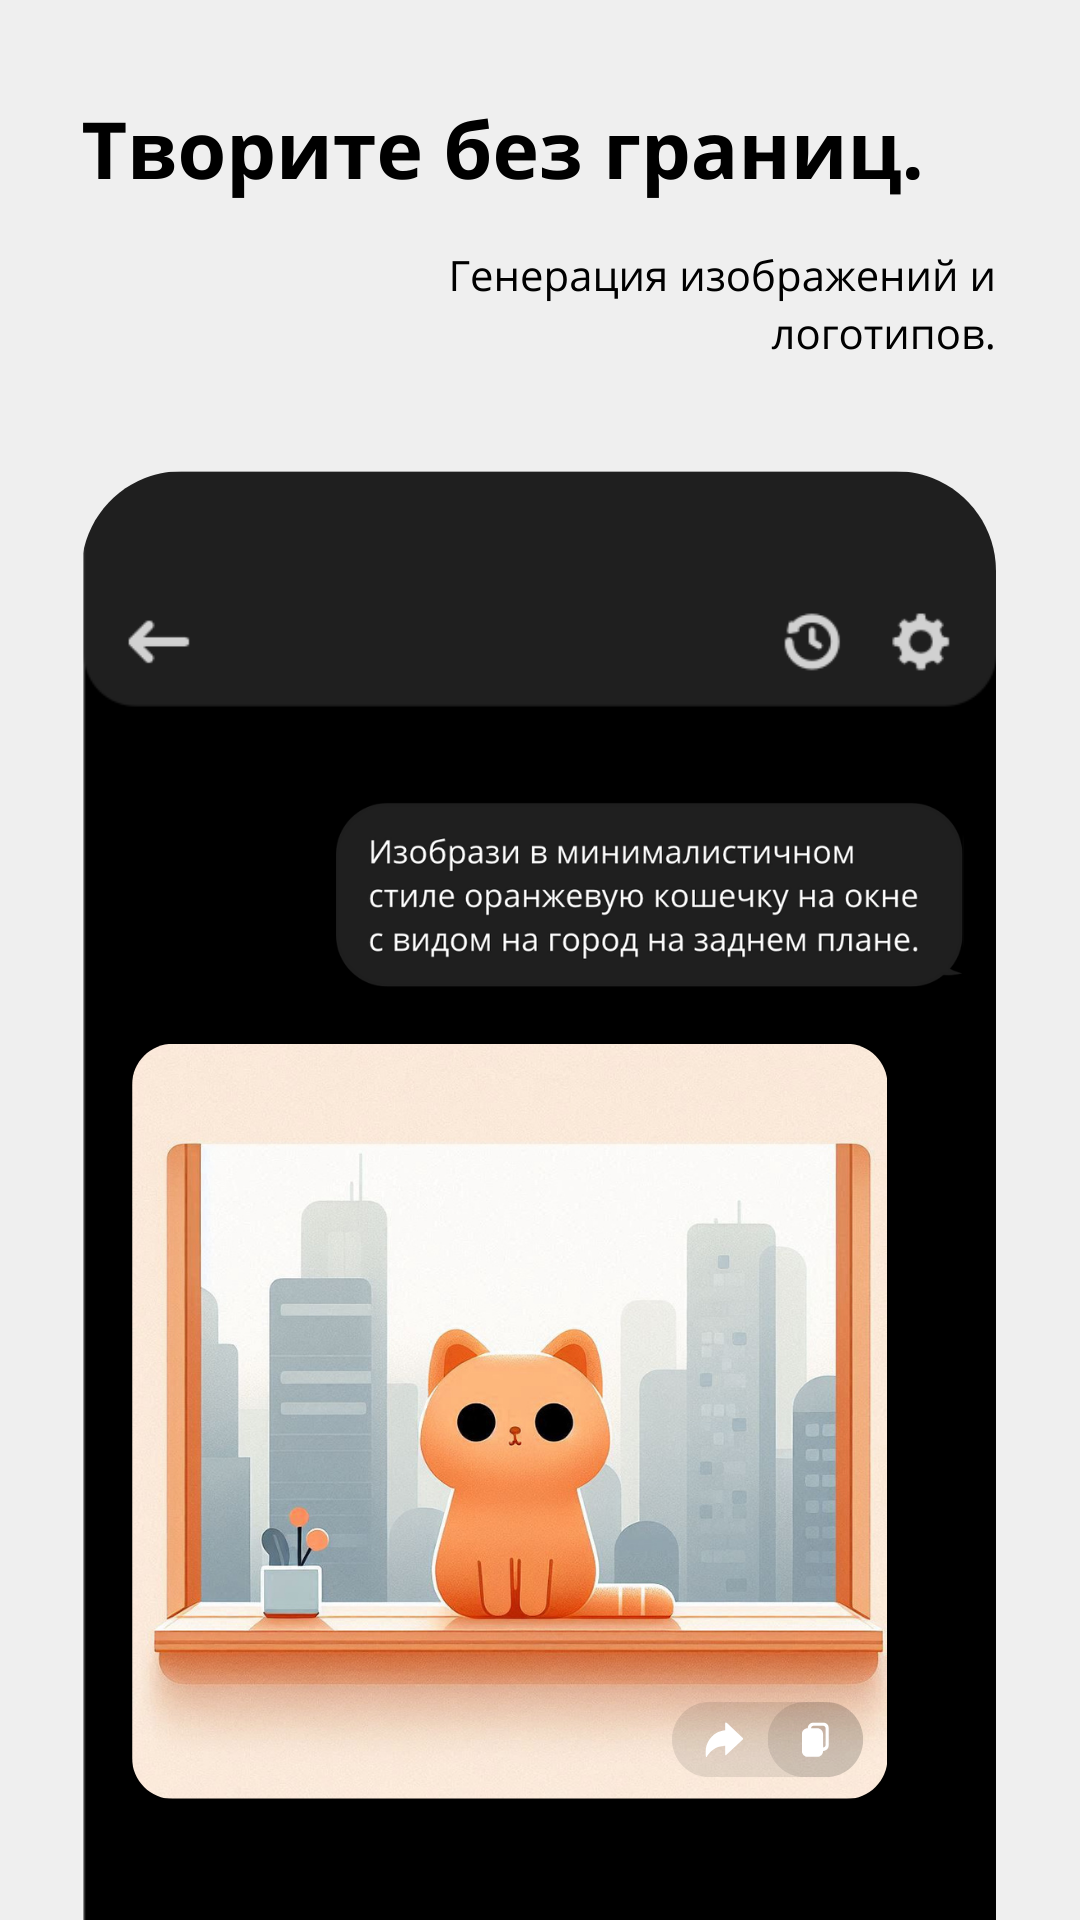 Творите без границ.
Генерация изображений и
логотипов.
Изобрази в минималистичном
стиле оранжевую кошечку на окне
с видом на город на заднем плане.